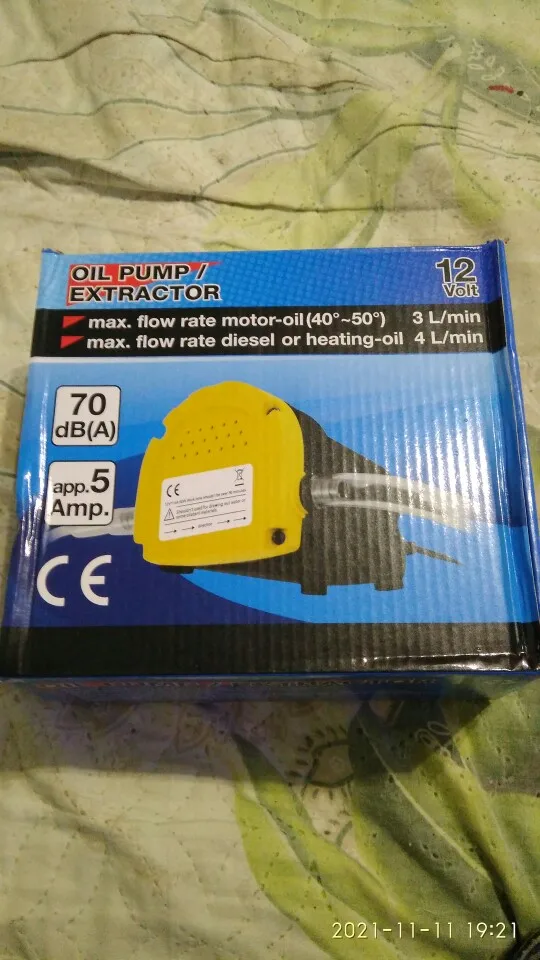 OIL PUMP /
EXTRACTOR
12
Volt
max. flow rate motor-oil(40°~50°) 3 L/min
max. flow rate diesel or heating-oil 4 L/min
70
dB(A)
app.5
Amp.
CE
CE
2021-11-11 19:21